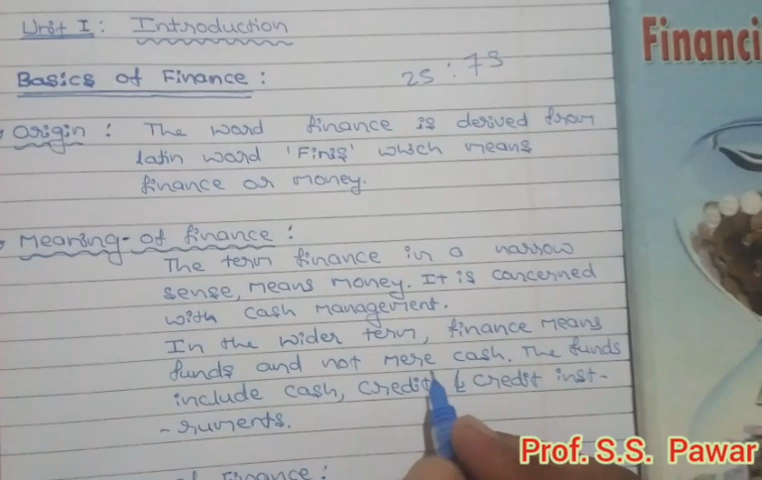 Unit I: Introduction
Basics of Finance:
25:75
Origin: The word finance is derived from
latin word 'Finis' which means
finance or money.
Meaning of finance:
The term finance in a narrow
sense, means money. It is concerned
with cash management.
In the wider term, finance means
funds and not mere cash. The funds
include cash, credit & credit inst-
-ruments.
of Finance:
Financi
Prof. S.S. Pawar